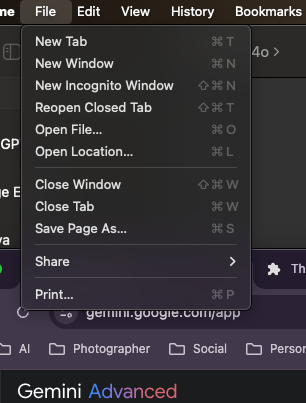 File Edit View History Bookmarks
New Tab ⌘ T
New Window ⌘ N
4o >
New Incognito Window ⇧⌘ N
Reopen Closed Tab ⇧⌘ T
Open File... ⌘ O
GP
Open Location... ⌘ L
Close Window ⇧⌘ W
e E
Close Tab ⌘ W
Save Page As... ⌘ S
va
Share >
Th
Print... ⌘ P
gemini.google.com/app
AI Photographer Social Person
Gemini Advanced